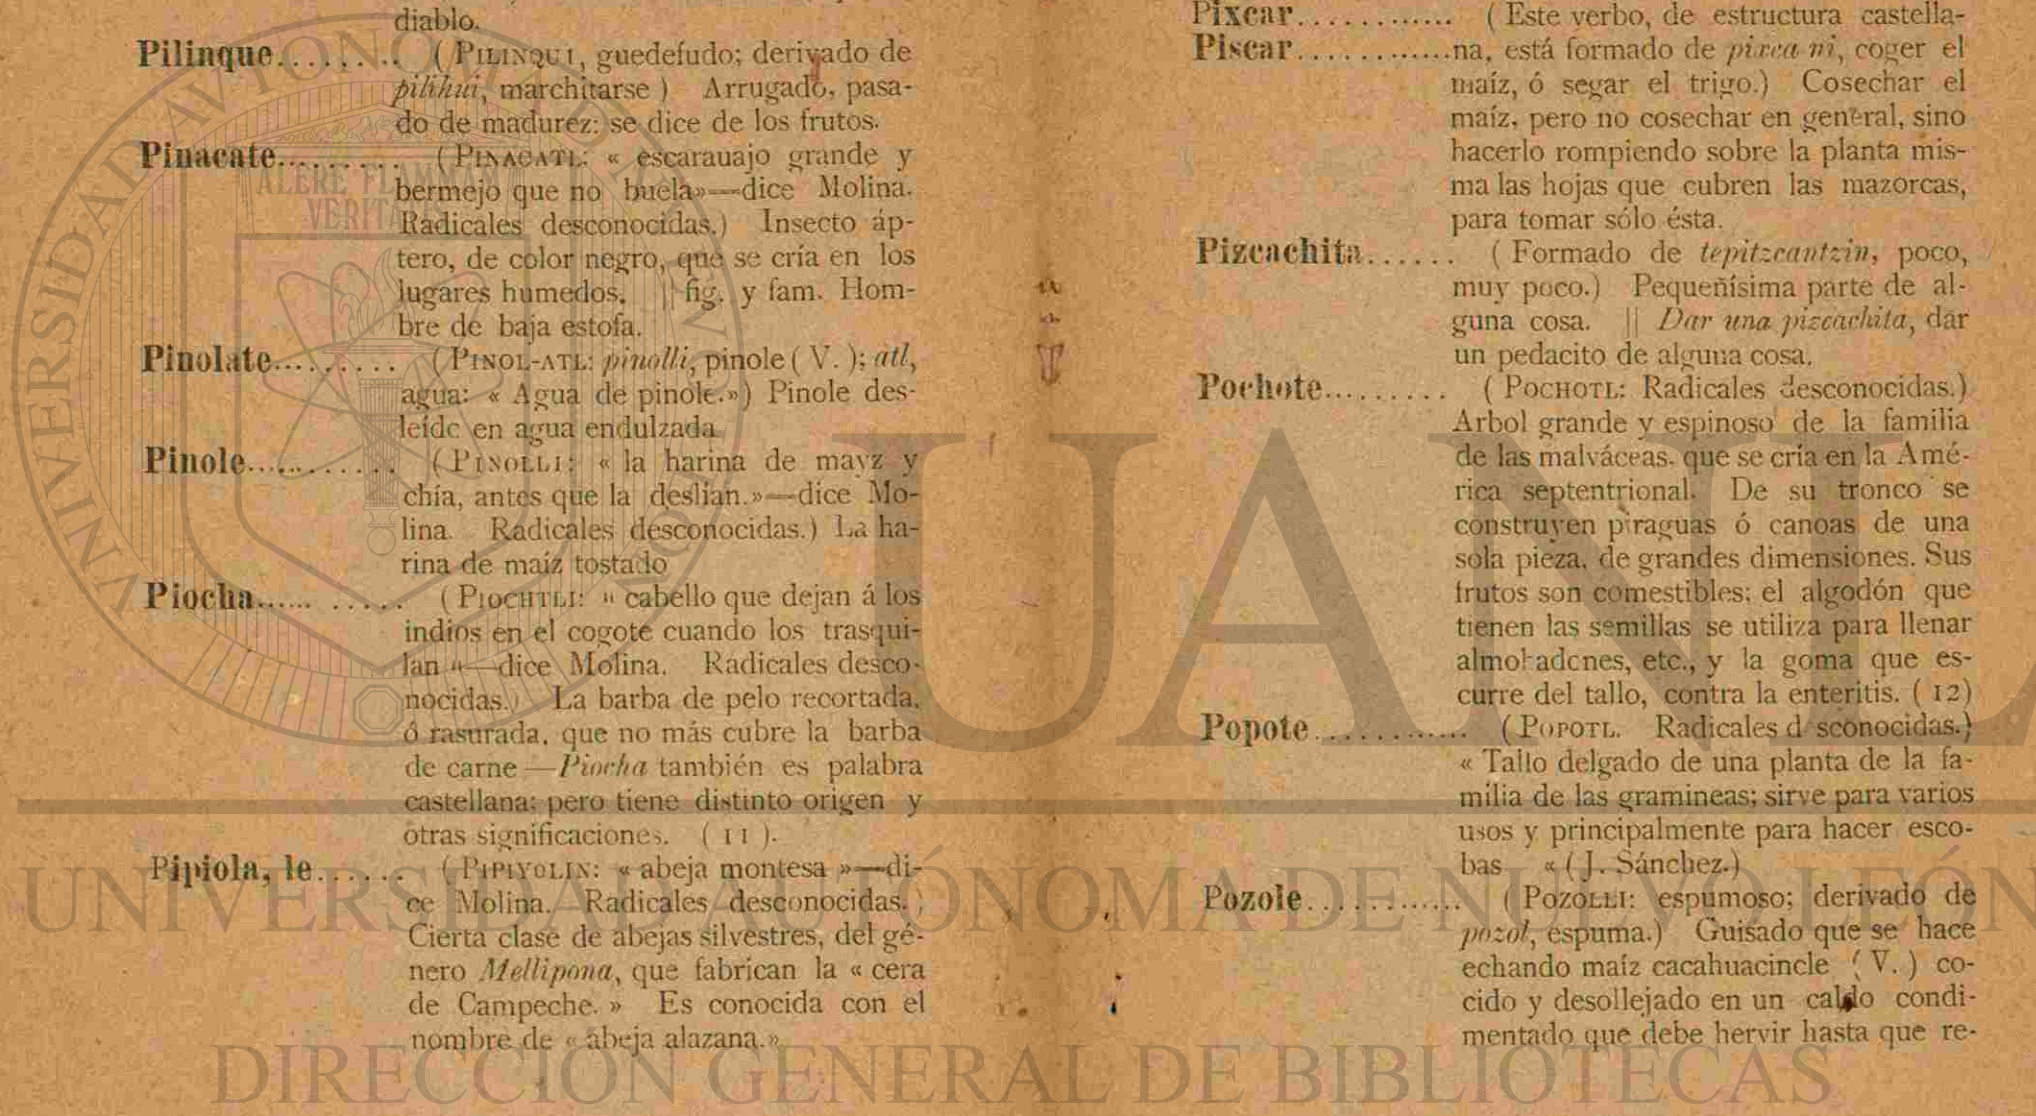 diablo.
Pilinque......... ( PILINQUI, guedefudo; derivado de
pilihui, marchitarse ) Arrugado, pasa-
do de madurez: se dice de los frutos.
Pinacate......... ( PINACATL: « escarauajo grande y
bermejo que no buela»—dice Molina.
Radicales desconocidas.) Insecto áp-
tero, de color negro, que se cría en los
lugares humedos. || fig. y fam. Hom-
bre de baja estofa.
Pinolate......... ( PINOL-ATL: pinolli, pinole ( V. ); atl,
agua: « Agua de pinole.») Pinole des-
leído en agua endulzada
Pinole............ ( PINOLLI: « la harina de mayz y
chía, antes que la deslian.»—dice Mo-
lina. Radicales desconocidas.) La ha-
rina de maíz tostado
Piocha...... ..... ( PIOCHTLI: « cabello que dejan á los
indios en el cogote cuando los trasqui-
lan «—dice Molina. Radicales desco-
nocidas.) La barba de pelo recortada,
ó rasurada, que no más cubre la barba
de carne—Piocha también es palabra
castellana; pero tiene distinto origen y
otras significaciones. ( 11 ).
Pipiola, le...... ( PIPIYOLIN: « abeja montesa »—di-
ce Molina. Radicales desconocidas.)
Cierta clase de abejas silvestres, del gé-
nero Mellipona, que fabrican la « cera
de Campeche. » Es conocida con el
nombre de « abeja alazana.»
Pixcar............ ( Este verbo, de estructura castella-
Piscar............na, está formado de pixca ni, coger el
maíz, ó segar el trigo.) Cosechar el
maíz, pero no cosechar en general, sino
hacerlo rompiendo sobre la planta mis-
ma las hojas que cubren las mazorcas,
para tomar sólo ésta.
Pizcachita...... ( Formado de tepitzcantzin, poco,
muy poco.) Pequeñísima parte de al-
guna cosa. || Dar una pizcachita, dar
un pedacito de alguna cosa.
Pochote......... ( POCHOTL: Radicales desconocidas.)
Arbol grande y espinoso de la familia
de las malváceas. que se cría en la Amé-
rica septentrional. De su tronco se
construyen piraguas ó canoas de una
sola pieza, de grandes dimensiones. Sus
frutos son comestibles; el algodón que
tienen las semillas se utiliza para llenar
almohadones, etc., y la goma que es-
curre del tallo, contra la enteritis. ( 12)
Popote............ ( POPOTL. Radicales d sconocidas.)
« Tallo delgado de una planta de la fa-
milia de las gramineas; sirve para varios
usos y principalmente para hacer esco-
bas « ( J. Sánchez.)
Pozole............ ( POZOLLI: espumoso; derivado de
pozol, espuma.) Guisado que se hace
echando maíz cacahuacincle ( V. ) co-
cido y desollejado en un caldo condi-
mentado que debe hervir hasta que re-
UNIVERSIDAD AUTONOMA
ALERE FLAMMAM
VERITATIS
UANL
UNIVERSIDAD AUTÓNOMA DE NUEVO LEÓN
DIRECCIÓN GENERAL DE BIBLIOTECAS